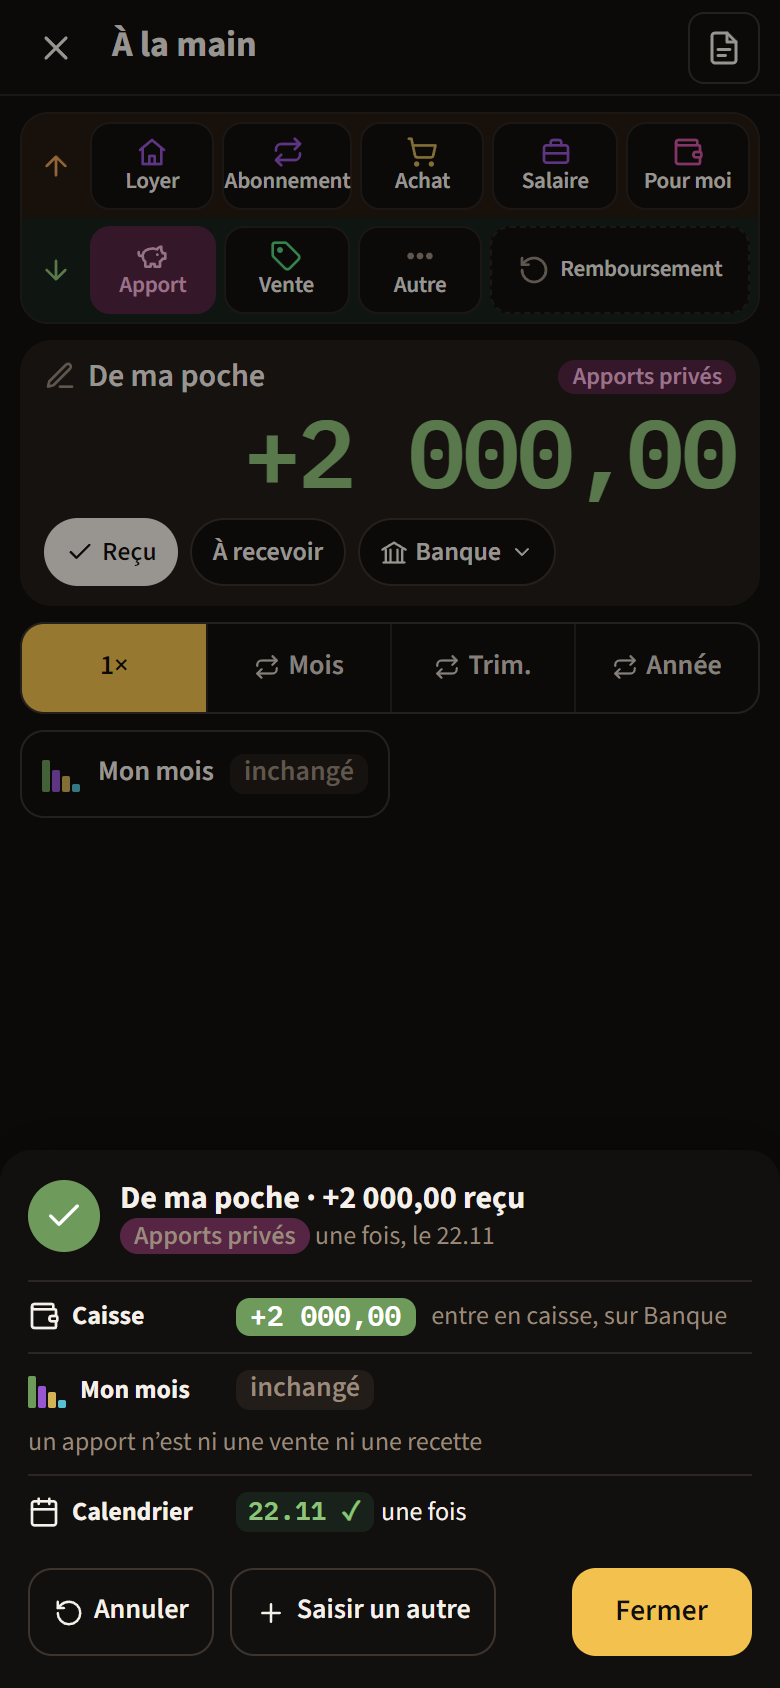 À la main
Loyer
Abonnement
Achat
Salaire
Pour moi
Apport
Vente
Autre
Remboursement
De ma poche
Apports privés
+2 000,00
Reçu
À recevoir
Banque
1×
Mois
Trim.
Année
Mon mois inchangé
De ma poche · +2 000,00 reçu
Apports privés une fois, le 22.11
Caisse +2 000,00 entre en caisse, sur Banque
Mon mois inchangé
un apport n’est ni une vente ni une recette
Calendrier 22.11 ✓ une fois
Annuler
Saisir un autre
Fermer